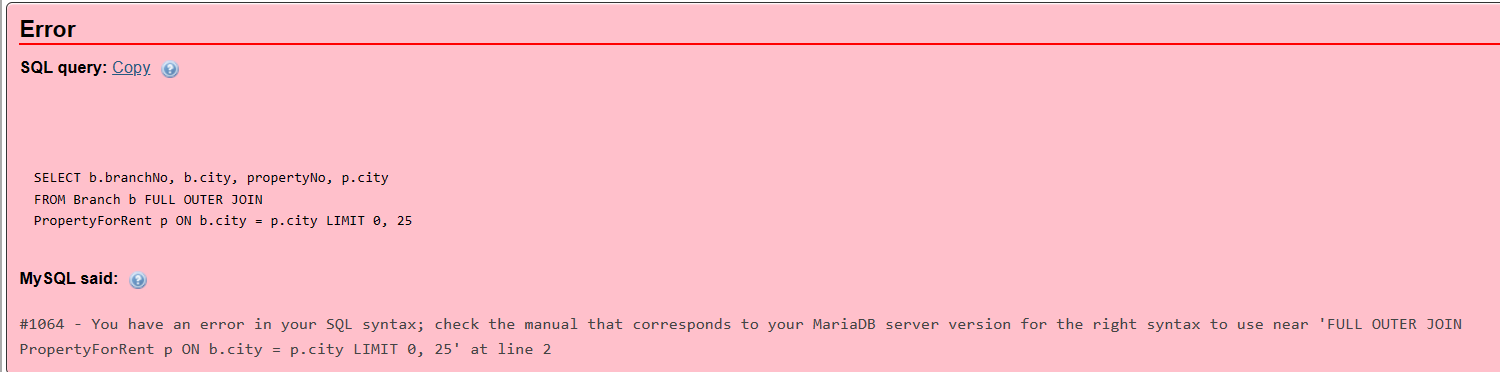 Error
SQL query: Copy
SELECT b.branchNo, b.city, propertyNo, p.city
FROM Branch b FULL OUTER JOIN
PropertyForRent p ON b.city = p.city LIMIT 0, 25
MySQL said:
#1064 - You have an error in your SQL syntax; check the manual that corresponds to your MariaDB server version for the right syntax to use near 'FULL OUTER JOIN
PropertyForRent p ON b.city = p.city LIMIT 0, 25' at line 2